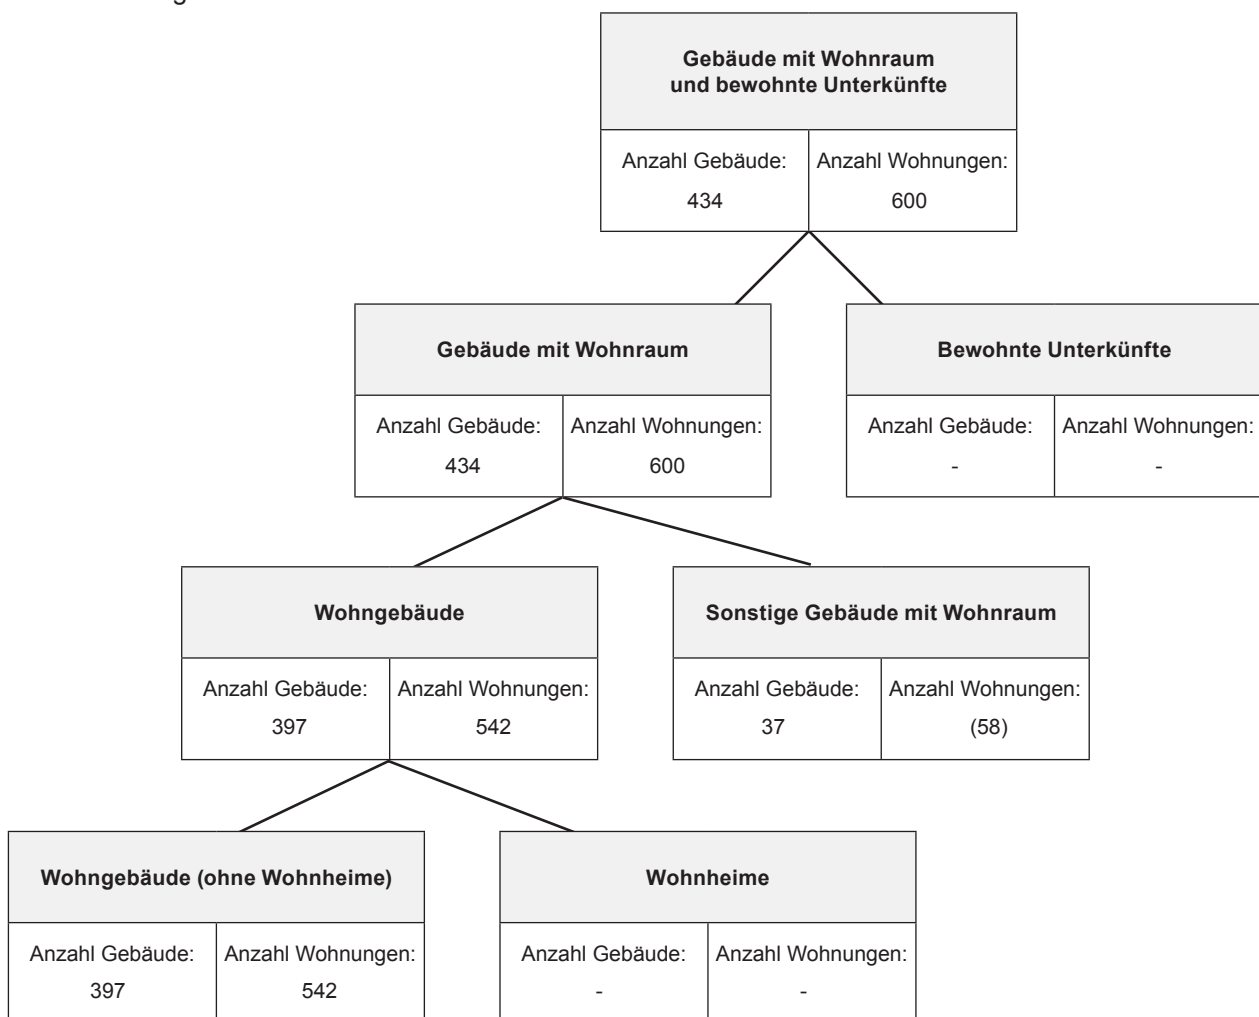 Gebäude mit Wohnraum
und bewohnte Unterkünfte
Anzahl Gebäude: Anzahl Wohnungen:
434 600
Gebäude mit Wohnraum
Bewohnte Unterkünfte
Anzahl Gebäude: Anzahl Wohnungen:
434 600
Anzahl Gebäude: Anzahl Wohnungen:
- -
Wohngebäude
Sonstige Gebäude mit Wohnraum
Anzahl Gebäude: Anzahl Wohnungen:
397 542
Anzahl Gebäude: Anzahl Wohnungen:
37 (58)
Wohngebäude (ohne Wohnheime)
Wohnheime
Anzahl Gebäude: Anzahl Wohnungen:
397 542
Anzahl Gebäude: Anzahl Wohnungen:
- -